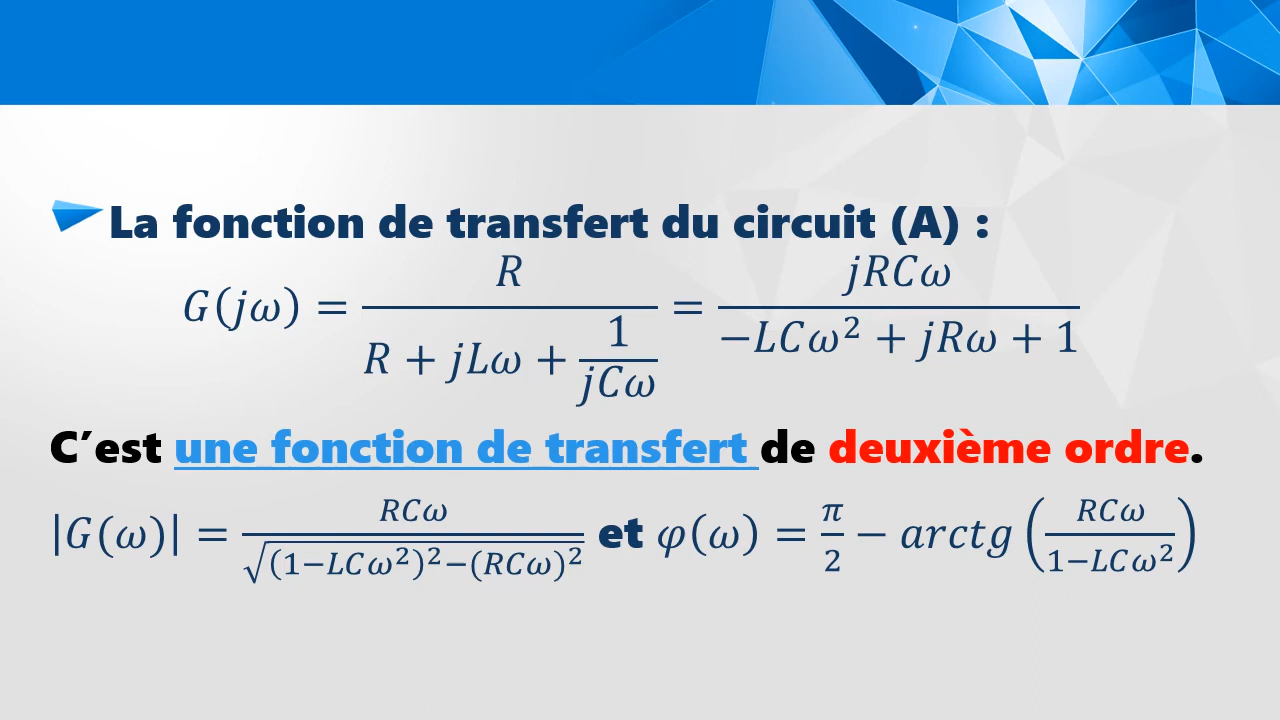 La fonction de transfert du circuit (A) :
G(jω) = R / (R + jLω + 1/(jCω)) = jRCω / (−LCω² + jRω + 1)
C’est une fonction de transfert de deuxième ordre.
|G(ω)| = RCω / √((1−LCω²)²−(RCω)²) et φ(ω) = π/2 − arctg(RCω / (1−LCω²))